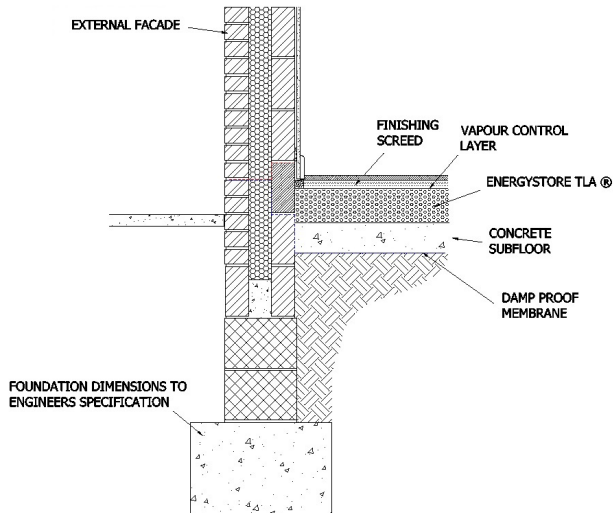 EXTERNAL FACADE
FINISHING
SCREED
VAPOUR CONTROL
LAYER
ENERGYSTORE TLA ®
CONCRETE
SUBFLOOR
DAMP PROOF
MEMBRANE
FOUNDATION DIMENSIONS TO
ENGINEERS SPECIFICATION